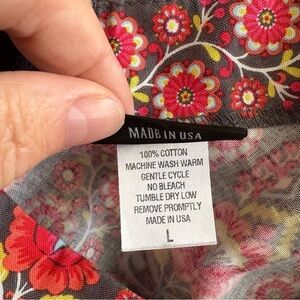 MADE IN USA
100% COTTON
MACHINE WASH WARM
GENTLE CYCLE
NO BLEACH
TUMBLE DRY LOW
REMOVE PROMPTLY
MADE IN USA
L